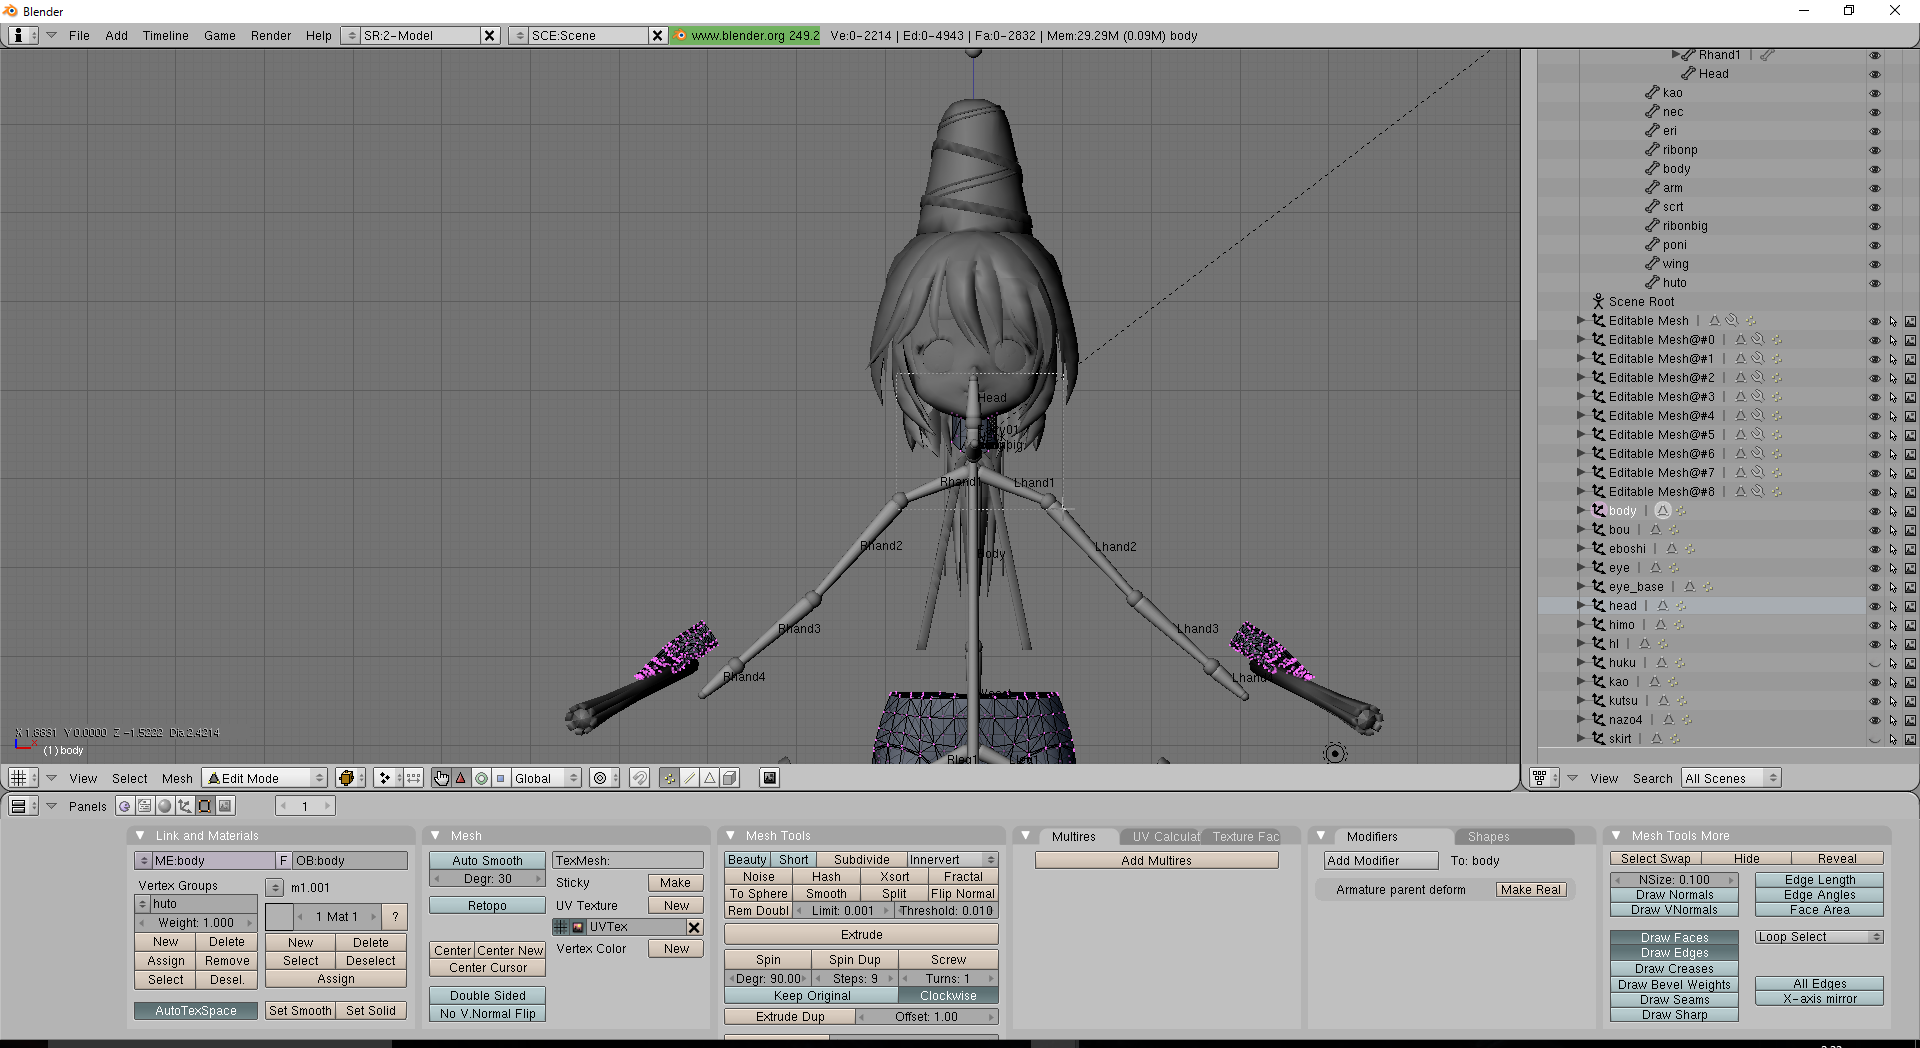 Blender
File Add Timeline Game Render Help SR:2-Model SCE:Scene www.blender.org 249.2 Ve:0-2214 | Ed:0-4943 | Fa:0-2832 | Mem:29.29M (0.09M) body
Rhand1
Head
kao
nec
eri
ribonp
body
arm
scrt
ribonbig
poni
wing
huto
Scene Root
Editable Mesh
Editable Mesh@#0
Editable Mesh@#1
Editable Mesh@#2
Editable Mesh@#3
Editable Mesh@#4
Editable Mesh@#5
Editable Mesh@#6
Editable Mesh@#7
Editable Mesh@#8
body
bou
eboshi
eye
eye_base
head
himo
hl
huku
kao
kutsu
nazo4
skirt
Head
Rhand1 Lhand1
Rhand2 Body Lhand2
Rhand3 Lhand3
Rhand4
X 1.8631 Y 0.0000 Z -1.5222 Dia 2.4214
(1) body
View Select Mesh Edit Mode Global
View Search All Scenes
Panels 1
Link and Materials
ME:body F OB:body
Vertex Groups
huto
Weight: 1.000
New Delete
Assign Remove
Select Desel.
AutoTexSpace
m1.001
1 Mat 1 ?
New Delete
Select Deselect
Assign
Set Smooth Set Solid
Mesh
Auto Smooth
Degr: 30
Retopo
Center Center New
Center Cursor
Double Sided
No V.Normal Flip
TexMesh:
Sticky Make
UV Texture New
UVTex
Vertex Color New
Mesh Tools
Beauty Short Subdivide Innervert
Noise Hash Xsort Fractal
To Sphere Smooth Split Flip Normal
Rem Doubl Limit: 0.001 Threshold: 0.010
Extrude
Spin Spin Dup Screw
Degr: 90.00 Steps: 9 Turns: 1
Keep Original Clockwise
Extrude Dup Offset: 1.00
Multires UV Calculat Texture Fac
Add Multires
Modifiers Shapes
Add Modifier To: body
Armature parent deform Make Real
Mesh Tools More
Select Swap Hide Reveal
NSize: 0.100
Draw Normals
Draw VNormals
Draw Faces
Draw Edges
Draw Creases
Draw Bevel Weights
Draw Seams
Draw Sharp
Edge Length
Edge Angles
Face Area
Loop Select
All Edges
X-axis mirror